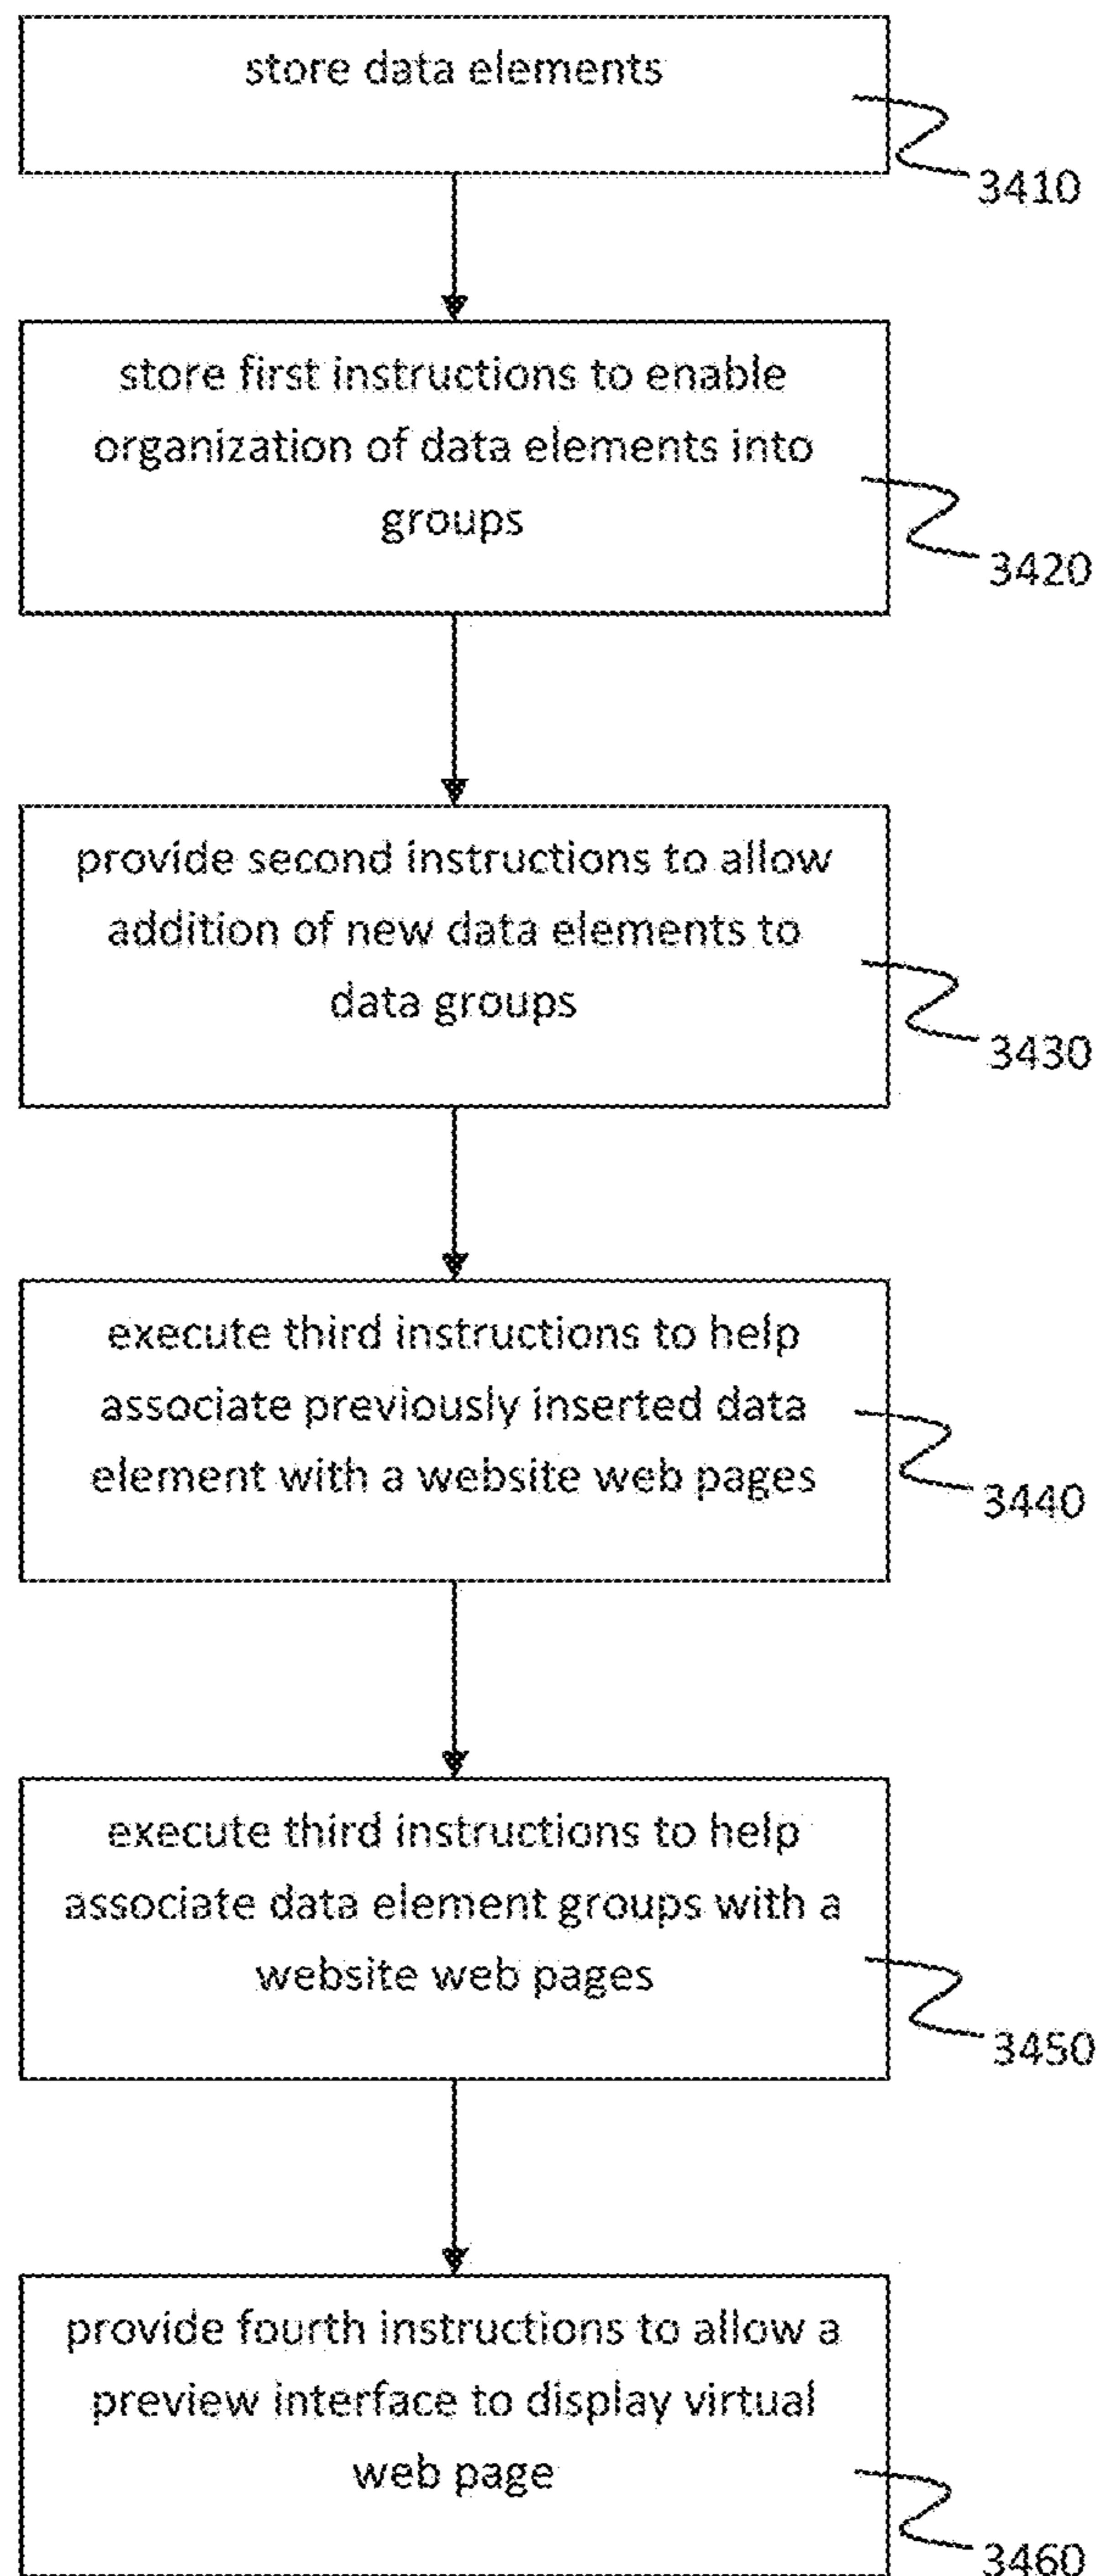 store data elements
3410
store first instructions to enable
organization of data elements into
groups
3420
provide second instructions to allow
addition of new data elements to
data groups
3430
execute third instructions to help
associate previously inserted data
element with a website web pages
3440
execute third instructions to help
associate data element groups with a
website web pages
3450
provide fourth instructions to allow a
preview interface to display virtual
web page
3460